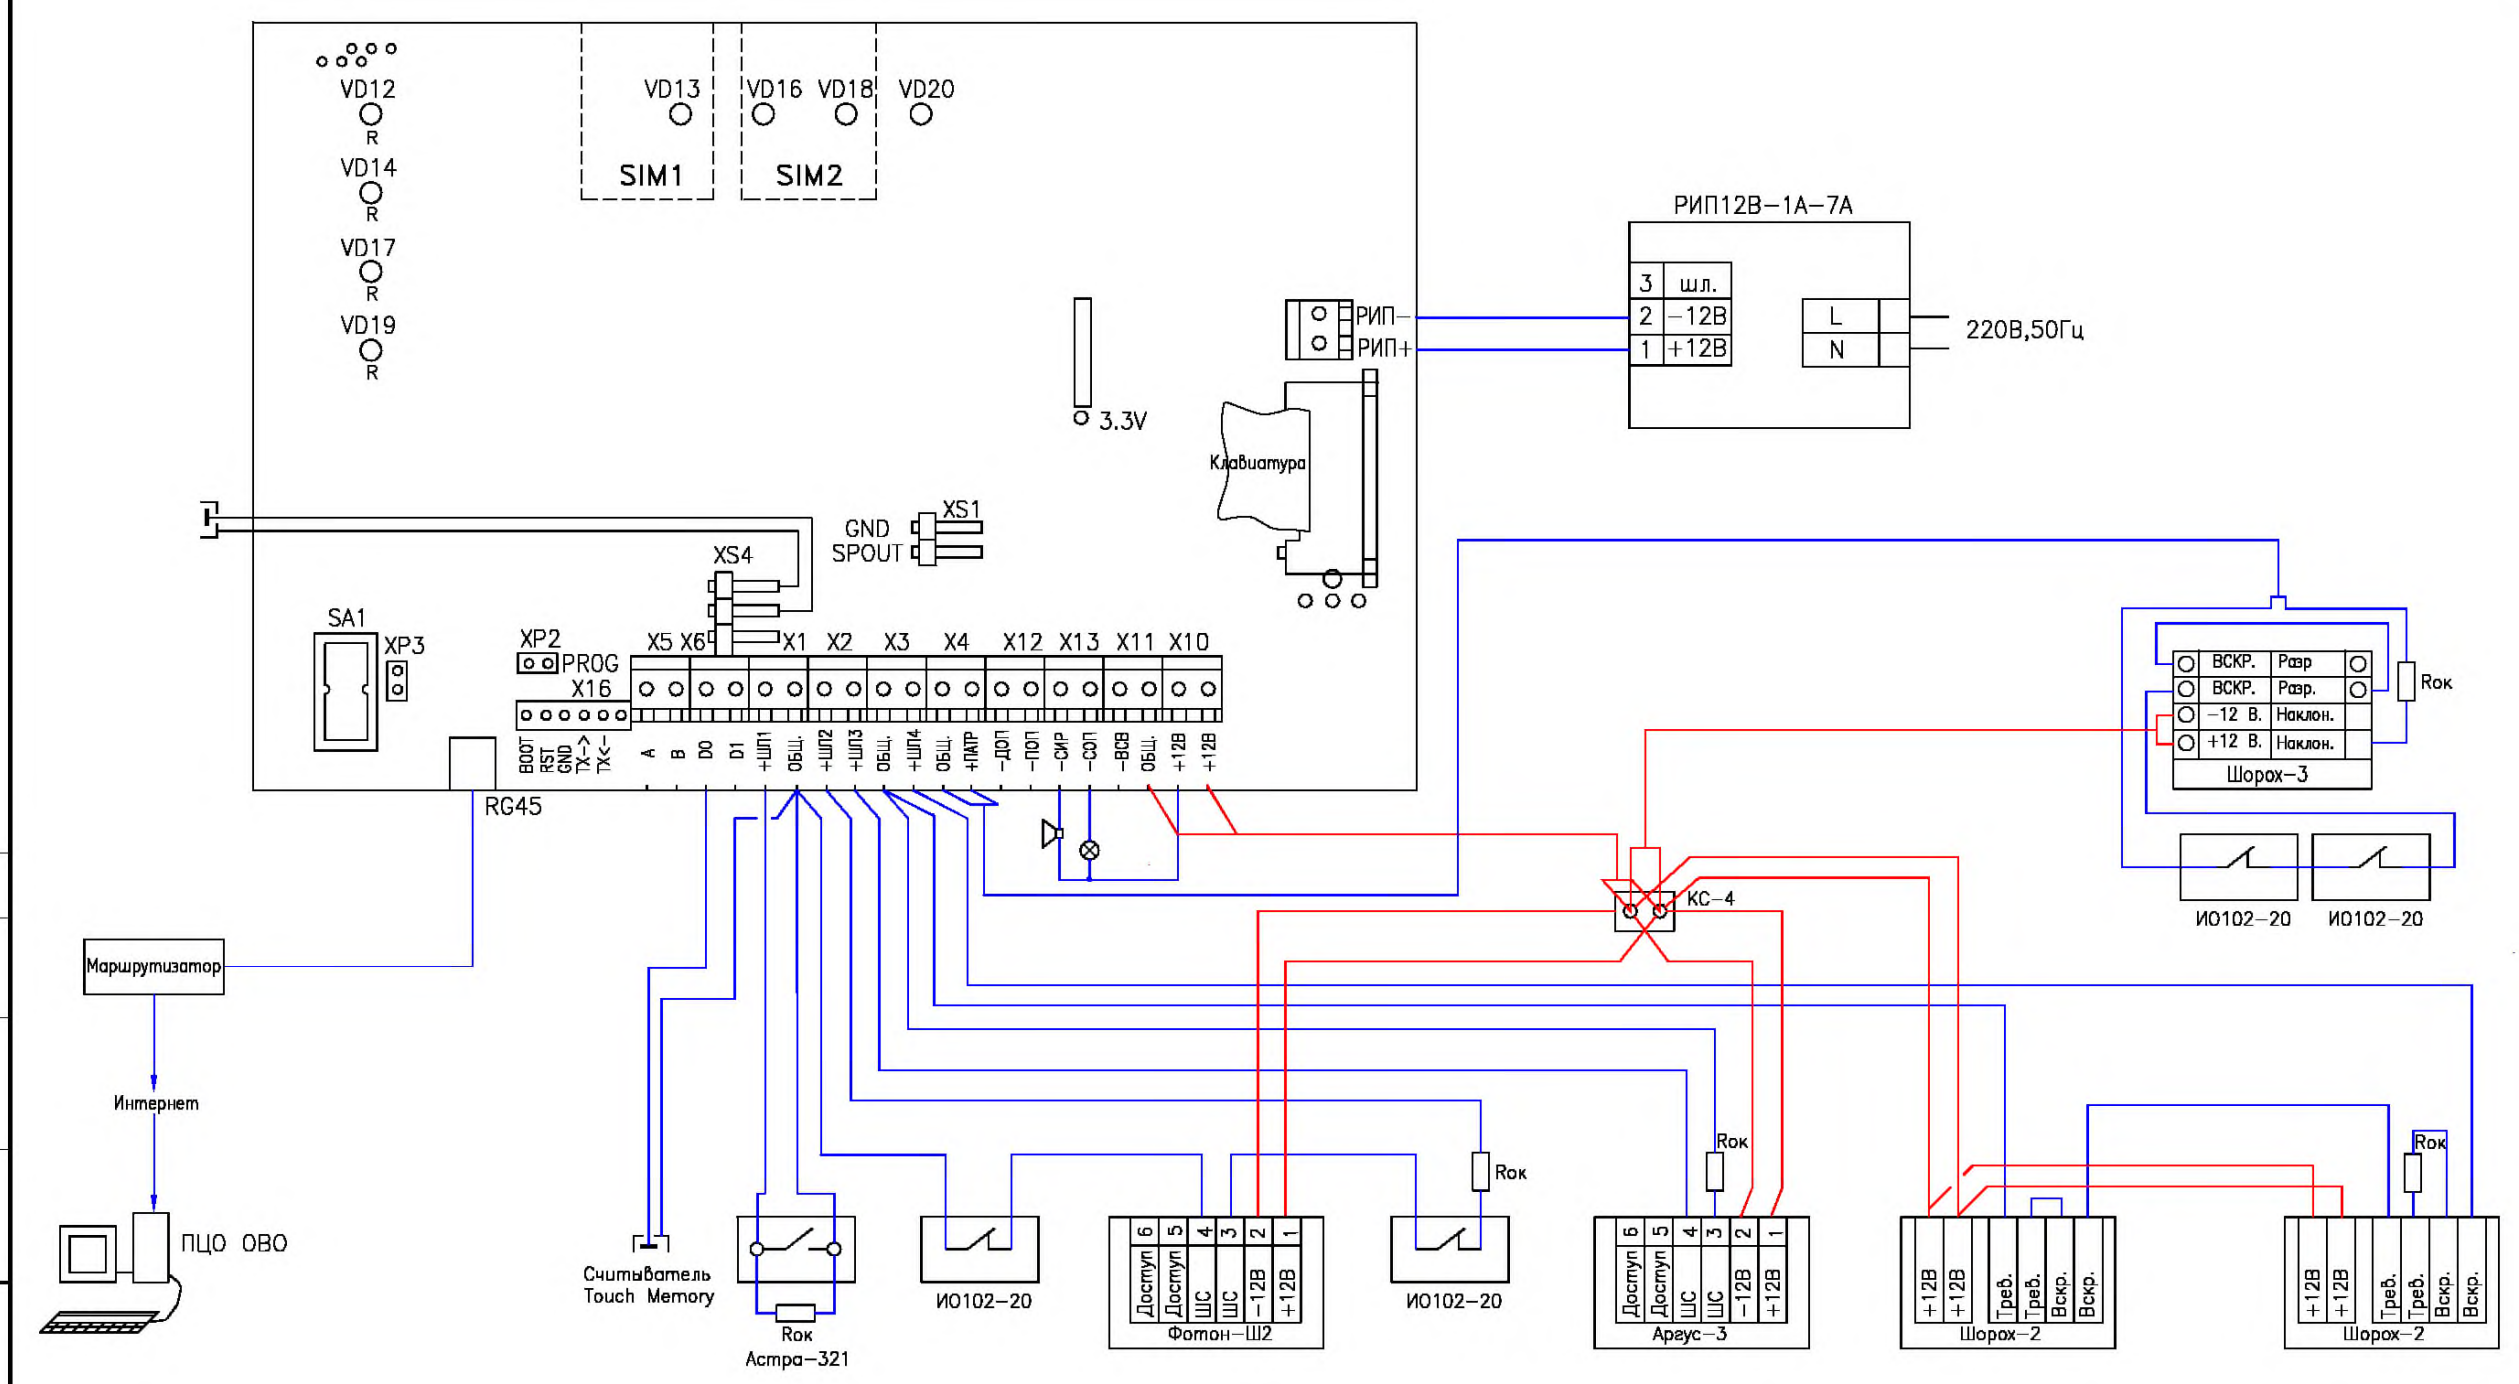 VD12
R
VD14
R
VD17
R
VD19
R
VD13
SIM1
VD16 VD18
SIM2
VD20
3.3V
РИП-
РИП+
Клавиатура
РИП12В-1А-7А
3 шл.
2 -12В
1 +12В
L
N
220В,50Гц
GND
SPOUT
XS1
XS4
SA1
XP3
XP2
PROG
X16
X5 X6 X1 X2 X3 X4 X12 X13 X11 X10
BOOT
RST
GND
TX->
TX<-
A
B
D0
D1
+ШЛ1
ОБЩ.
+ШЛ2
+ШЛ3
ОБЩ.
+ШЛ4
ОБЩ.
+ПАТР
-ДОП
-ПОП
-СИР
-СОП
-ВСВ
ОБЩ.
+12В
+12В
RG45
ВСКР. Разр
ВСКР. Разр.
-12 В. Наклон.
+12 В. Наклон.
Шорох-3
Rок
ИО102-20
ИО102-20
КС-4
Маршрутизатор
Интернет
ПЦО ОВО
Считыватель
Touch Memory
Rок
Астра-321
ИО102-20
6 5 4 3 2 1
Доступ
Доступ
ШС
ШС
-12В
+12В
Фотон-Ш2
Rок
ИО102-20
Rок
6 5 4 3 2 1
Доступ
Доступ
ШС
ШС
-12В
+12В
Аргус-3
+12В
+12В
Трев.
Трев.
Вскр.
Вскр.
Шорох-2
Rок
+12В
+12В
Трев.
Трев.
Вскр.
Вскр.
Шорох-2